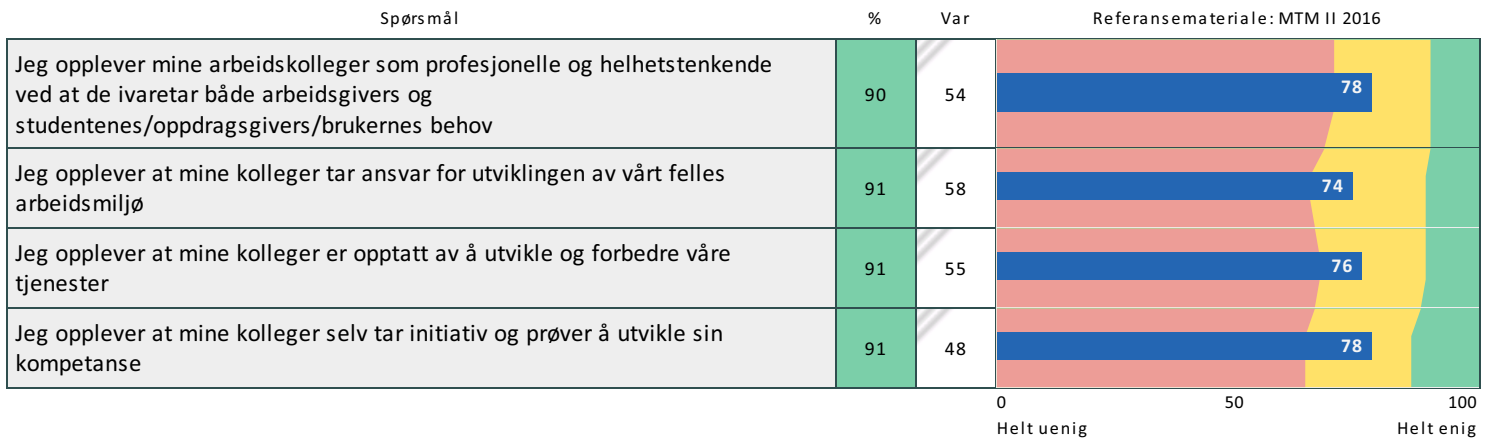 Spørsmål % Var Referansemateriale: MTM II 2016
Jeg opplever mine arbeidskolleger som profesjonelle og helhetstenkende
ved at de ivaretar både arbeidsgivers og
studentenes/oppdragsgivers/brukernes behov
90 54 78
Jeg opplever at mine kolleger tar ansvar for utviklingen av vårt felles
arbeidsmiljø
91 58 74
Jeg opplever at mine kolleger er opptatt av å utvikle og forbedre våre
tjenester
91 55 76
Jeg opplever at mine kolleger selv tar initiativ og prøver å utvikle sin
kompetanse
91 48 78
0 50 100
Helt uenig Helt enig